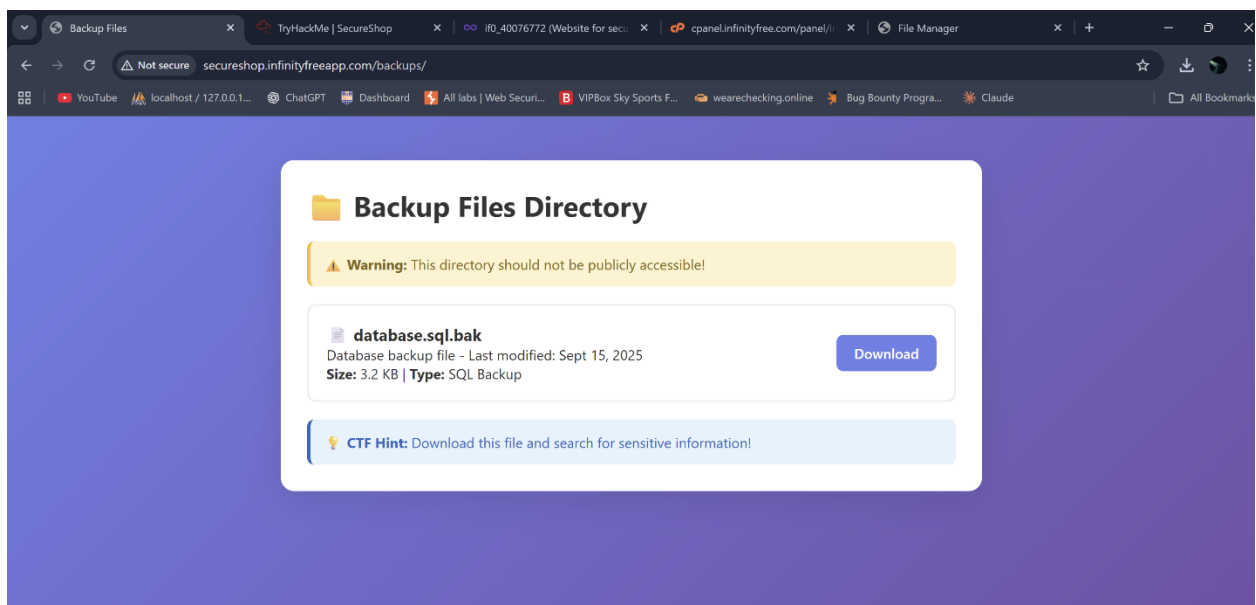 Backup Files
TryHackMe | SecureShop
if0_40076772 (Website for secu
cpanel.infinityfree.com/panel/i
File Manager
Not secure
secureshop.infinityfreeapp.com/backups/
YouTube
localhost / 127.0.0.1...
ChatGPT
Dashboard
All labs | Web Securi...
VIPBox Sky Sports F...
wearechecking.online
Bug Bounty Progra...
Claude
All Bookmarks
Backup Files Directory
Warning: This directory should not be publicly accessible!
database.sql.bak
Database backup file - Last modified: Sept 15, 2025
Size: 3.2 KB | Type: SQL Backup
Download
CTF Hint: Download this file and search for sensitive information!